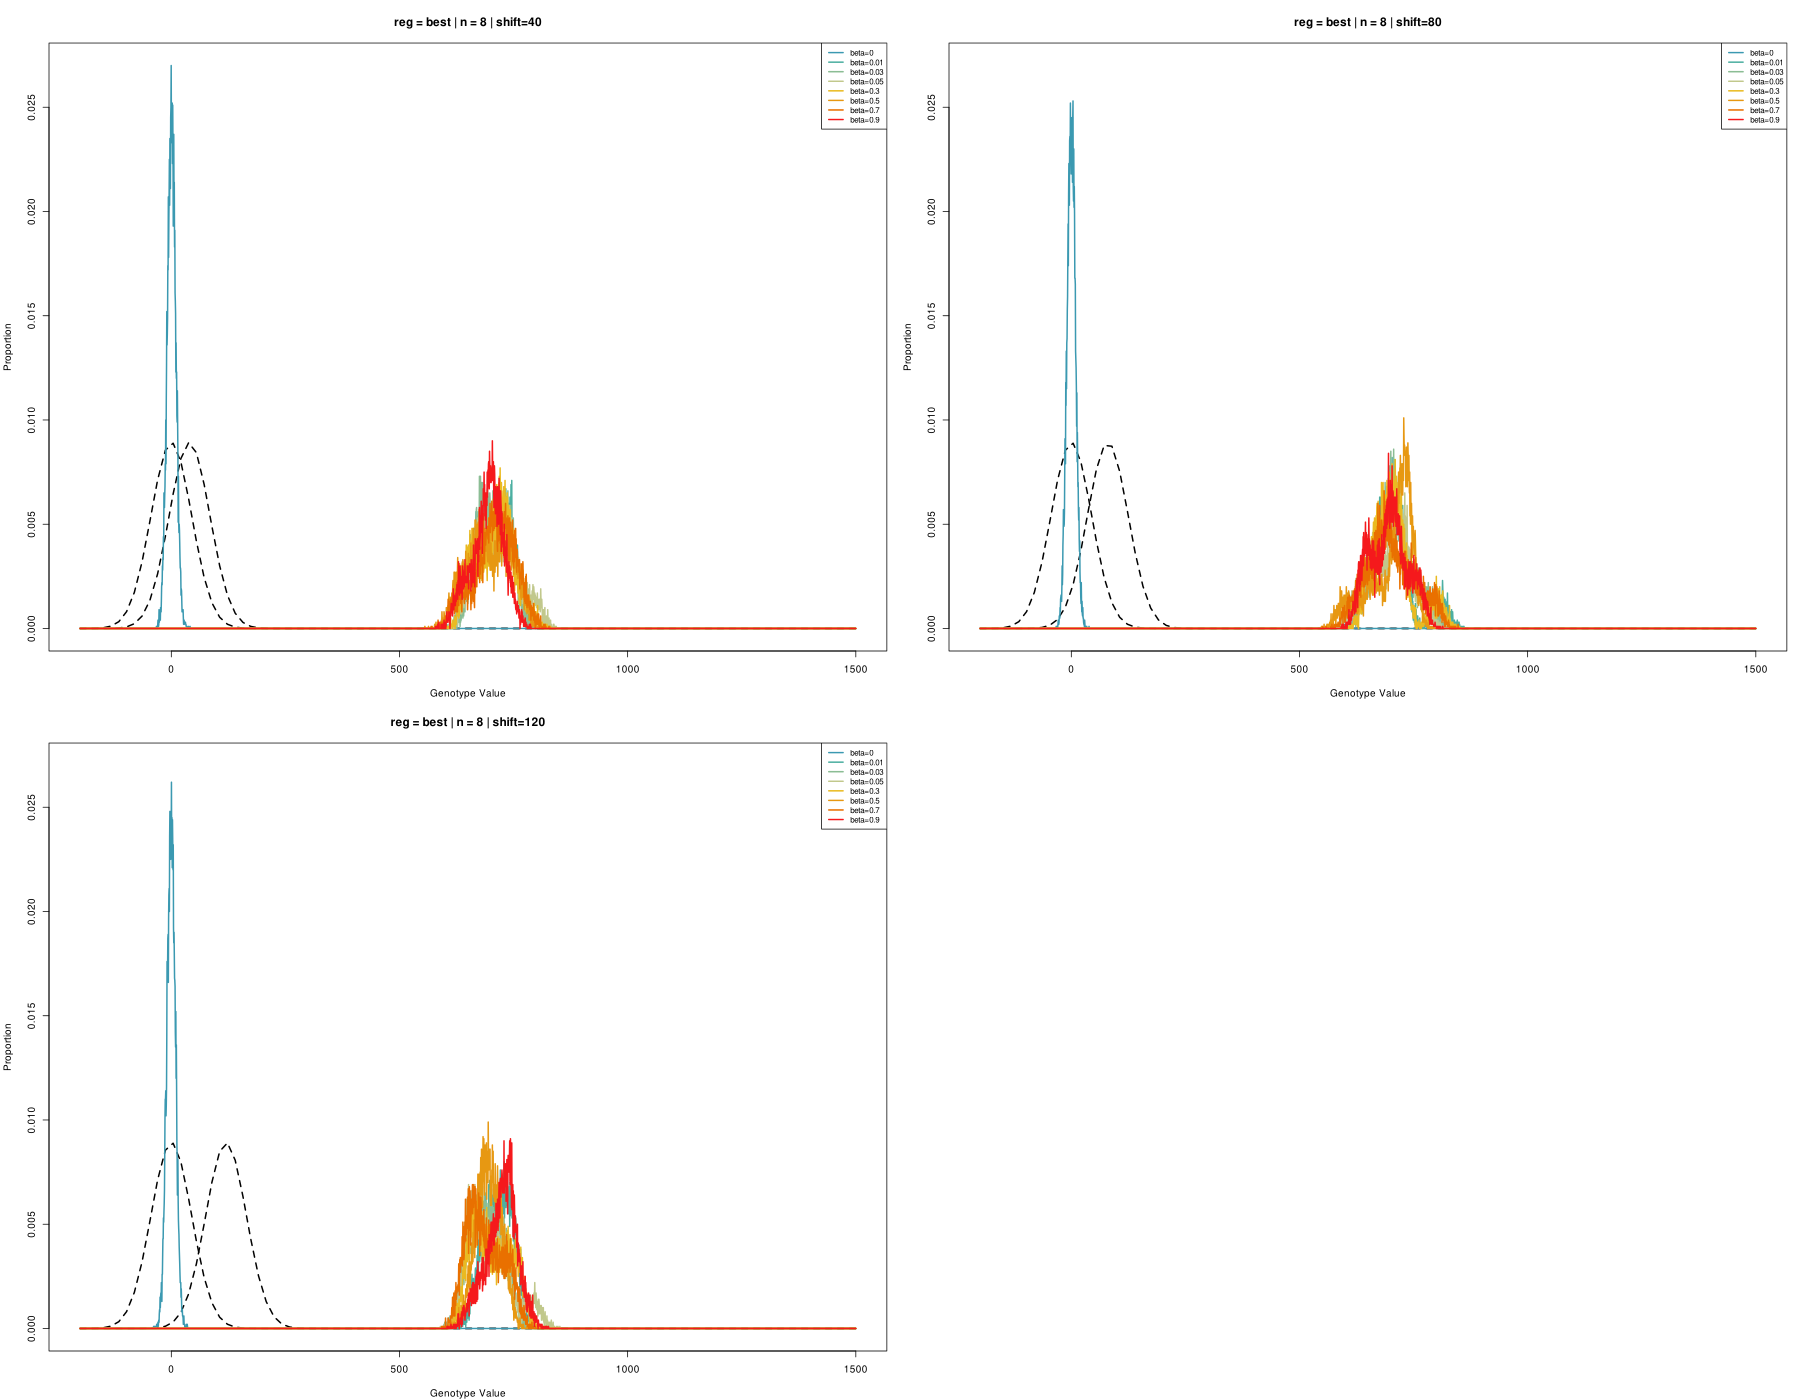 reg = best | n = 8 | shift=40
beta=0
beta=0.01
beta=0.03
beta=0.05
beta=0.3
beta=0.5
beta=0.7
beta=0.9
Proportion
0.025
0.020
0.015
0.010
0.005
0.000
0 500 1000 1500
Genotype Value
reg = best | n = 8 | shift=80
beta=0
beta=0.01
beta=0.03
beta=0.05
beta=0.3
beta=0.5
beta=0.7
beta=0.9
Proportion
0.025
0.020
0.015
0.010
0.005
0.000
0 500 1000 1500
Genotype Value
reg = best | n = 8 | shift=120
beta=0
beta=0.01
beta=0.03
beta=0.05
beta=0.3
beta=0.5
beta=0.7
beta=0.9
Proportion
0.025
0.020
0.015
0.010
0.005
0.000
0 500 1000 1500
Genotype Value